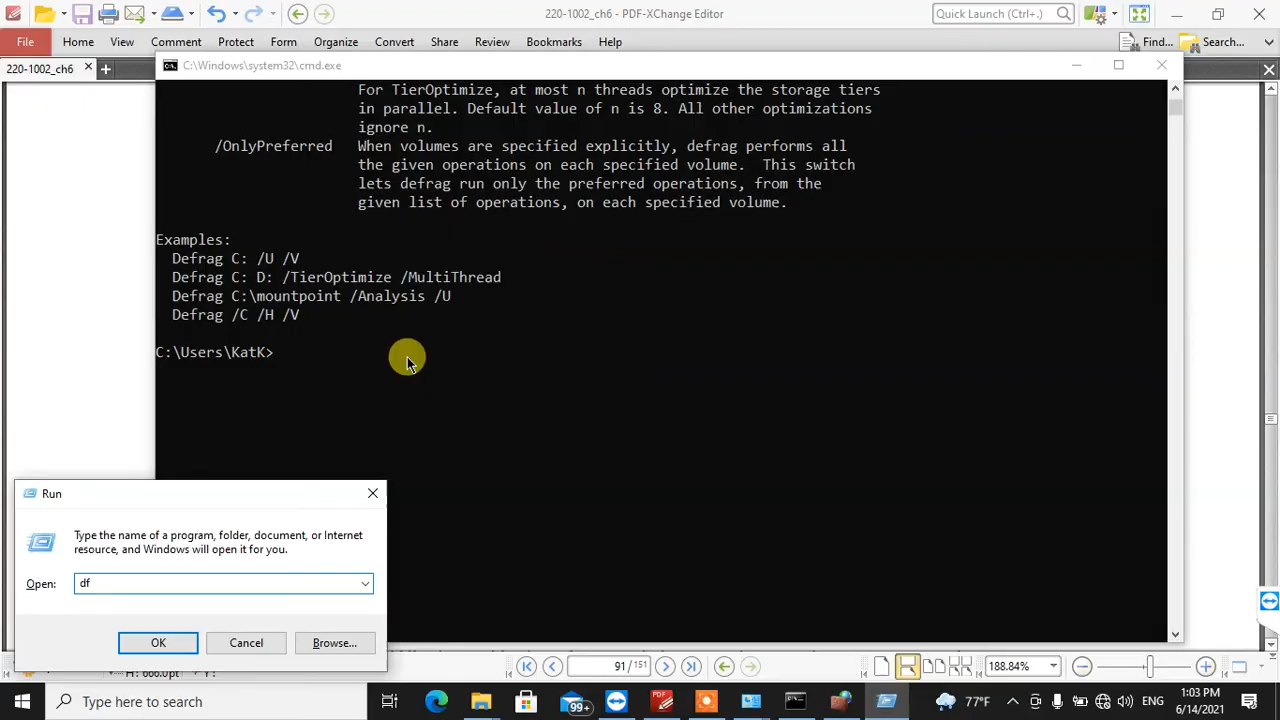 220-1002_ch6 - PDF-XChange Editor
Quick Launch (Ctrl+.)
File Home View Comment Protect Form Organize Convert Share Review Bookmarks Help
Find... Search...
220-1002_ch6
C:\Windows\system32\cmd.exe
For TierOptimize, at most n threads optimize the storage tiers
in parallel. Default value of n is 8. All other optimizations
ignore n.
/OnlyPreferred When volumes are specified explicitly, defrag performs all
the given operations on each specified volume. This switch
lets defrag run only the preferred operations, from the
given list of operations, on each specified volume.
Examples:
Defrag C: /U /V
Defrag C: D: /TierOptimize /MultiThread
Defrag C:\mountpoint /Analysis /U
Defrag /C /H /V
C:\Users\KatK>
Run
Type the name of a program, folder, document, or Internet
resource, and Windows will open it for you.
Open: df
OK Cancel Browse...
91 / 151
188.84%
Type here to search
99+
77°F
ENG
1:03 PM
6/14/2021